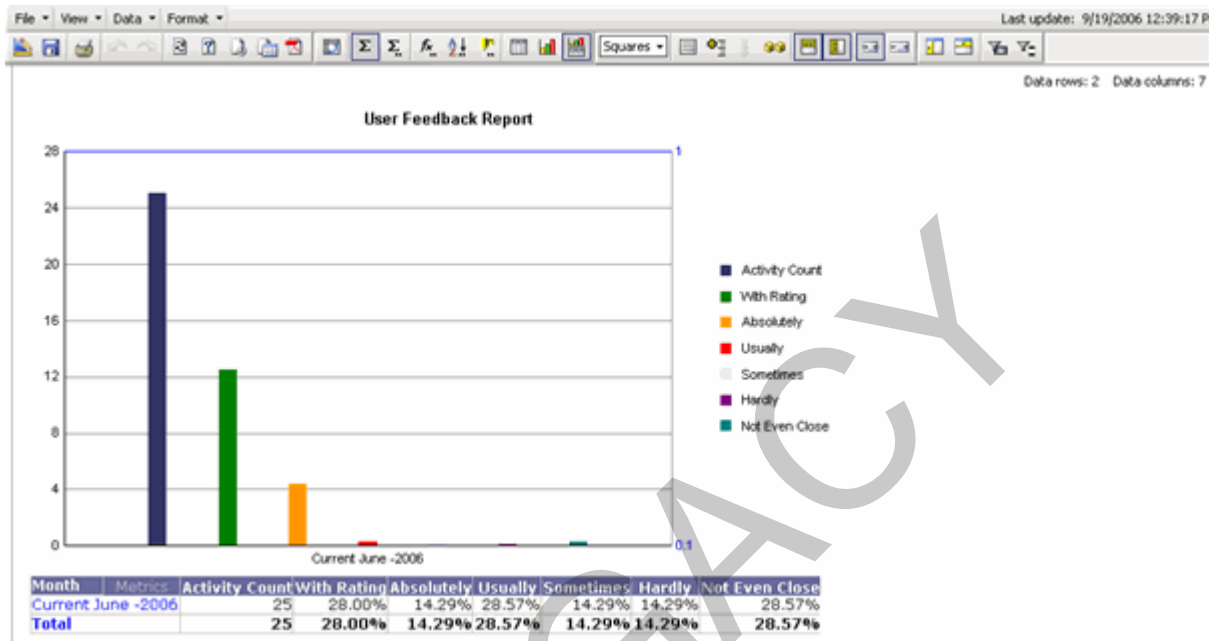 File View Data Format Last update: 9/19/2006 12:39:17 P
Squares
Data rows: 2 Data columns: 7
User Feedback Report
28
24
20
16
12
8
4
0
1
0.1
Current June -2006
Activity Count
With Rating
Absolutely
Usually
Sometimes
Hardly
Not Even Close
Month Metrics Activity Count With Rating Absolutely Usually Sometimes Hardly Not Even Close
Current June -2006 25 28.00% 14.29% 28.57% 14.29% 14.29% 28.57%
Total 25 28.00% 14.29% 28.57% 14.29% 14.29% 28.57%
GACY